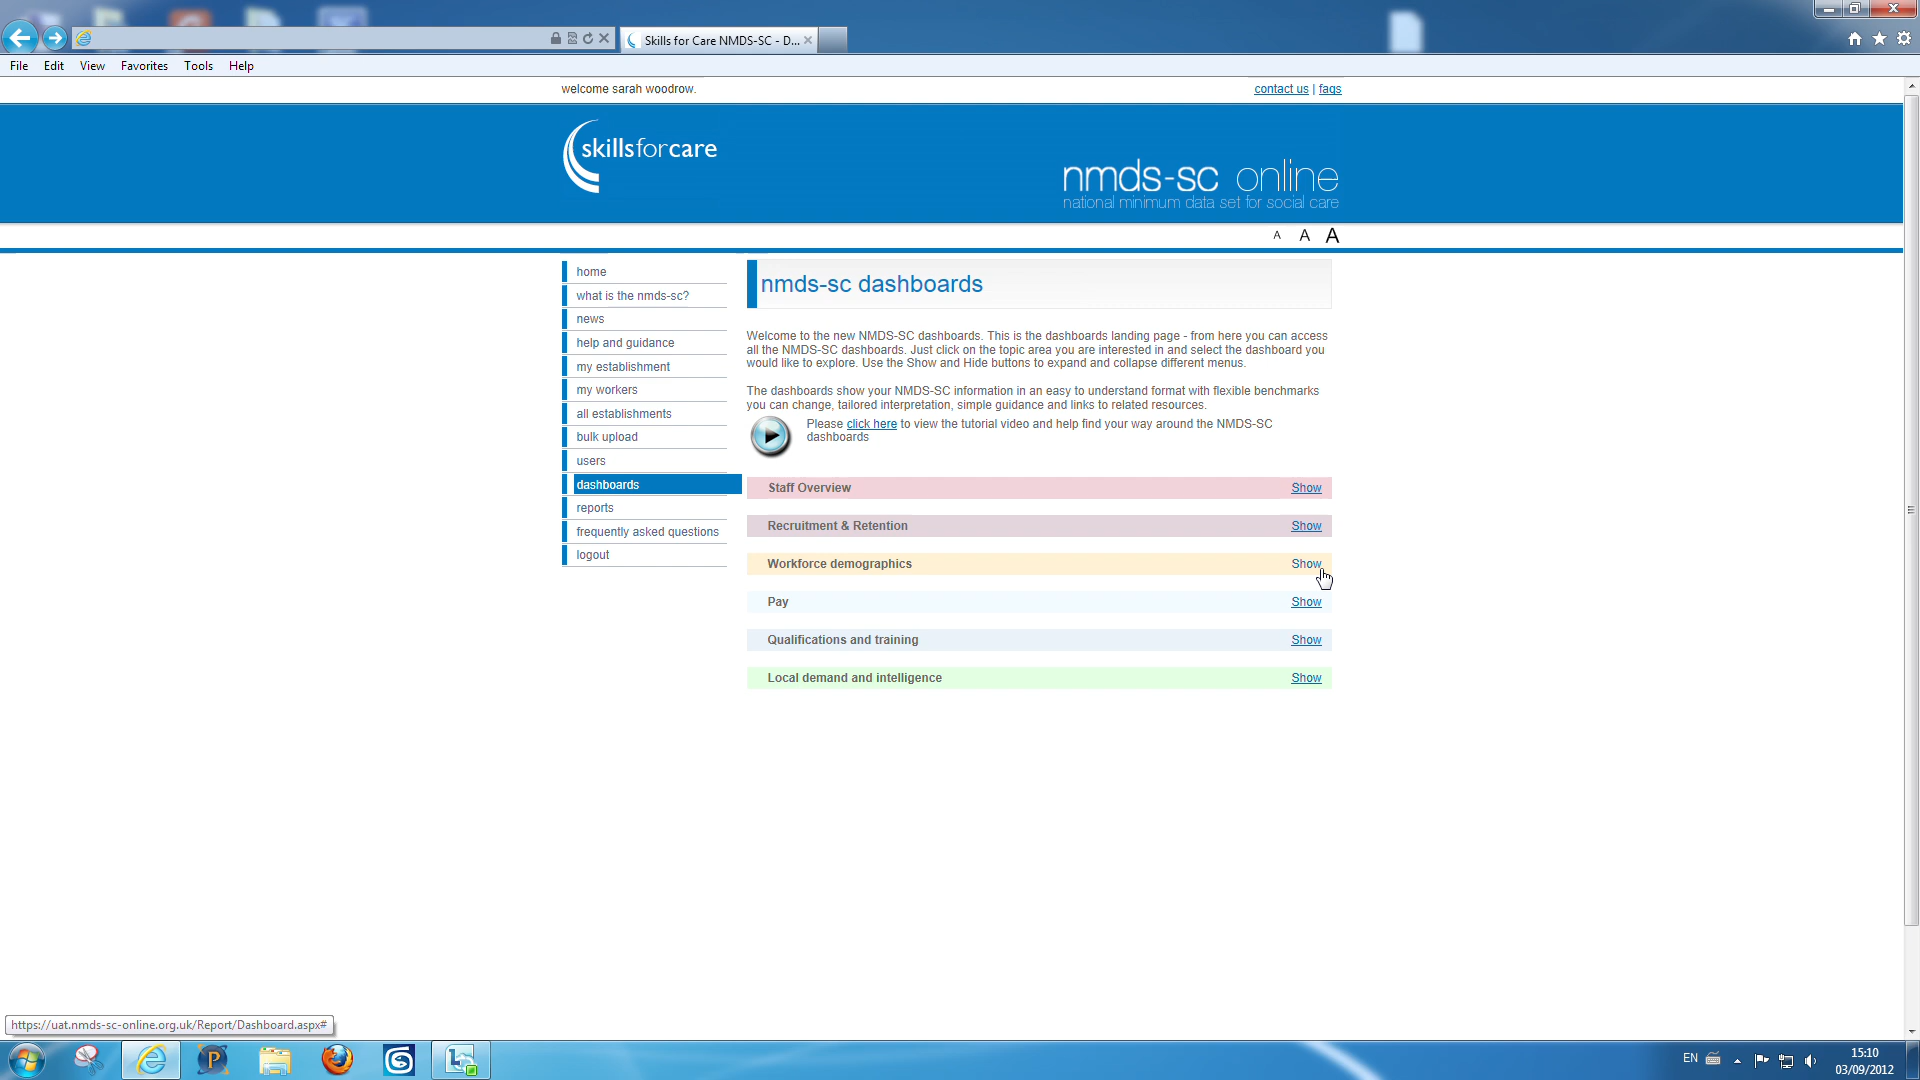 Skills for Care NMDS-SC - D...
File Edit View Favorites Tools Help
welcome sarah woodrow.
contact us | faqs
skillsforcare
nmds-sc online
national minimum data set for social care
A A A
home
what is the nmds-sc?
news
help and guidance
my establishment
my workers
all establishments
bulk upload
users
dashboards
reports
frequently asked questions
logout
nmds-sc dashboards
Welcome to the new NMDS-SC dashboards. This is the dashboards landing page - from here you can access
all the NMDS-SC dashboards. Just click on the topic area you are interested in and select the dashboard you
would like to explore. Use the Show and Hide buttons to expand and collapse different menus.
The dashboards show your NMDS-SC information in an easy to understand format with flexible benchmarks
you can change, tailored interpretation, simple guidance and links to related resources.
Please click here to view the tutorial video and help find your way around the NMDS-SC
dashboards
Staff Overview Show
Recruitment & Retention Show
Workforce demographics Show
Pay Show
Qualifications and training Show
Local demand and intelligence Show
https://uat.nmds-sc-online.org.uk/Report/Dashboard.aspx#
EN
15:10
03/09/2012